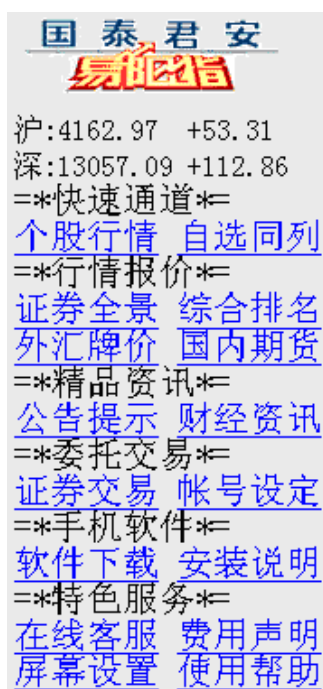 国泰君安
易阳指
沪:4162.97 +53.31
深:13057.09 +112.86
=*快速通道*=
个股行情 自选同列
=*行情报价*=
证券全景 综合排名
外汇牌价 国内期货
=*精品资讯*=
公告提示 财经资讯
=*委托交易*=
证券交易 帐号设定
=*手机软件*=
软件下载 安装说明
=*特色服务*=
在线客服 费用声明
屏幕设置 使用帮助